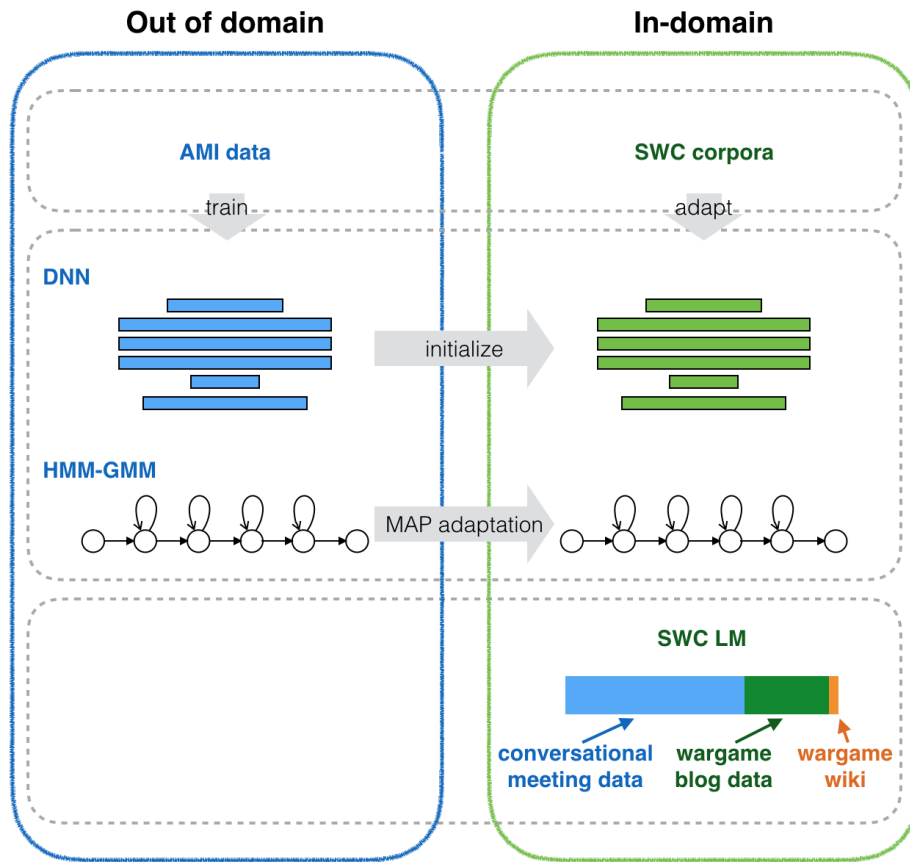 Out of domain
In-domain
AMI data
SWC corpora
train
adapt
DNN
initialize
HMM-GMM
MAP adaptation
SWC LM
conversational
meeting data
wargame
blog data
wargame
wiki